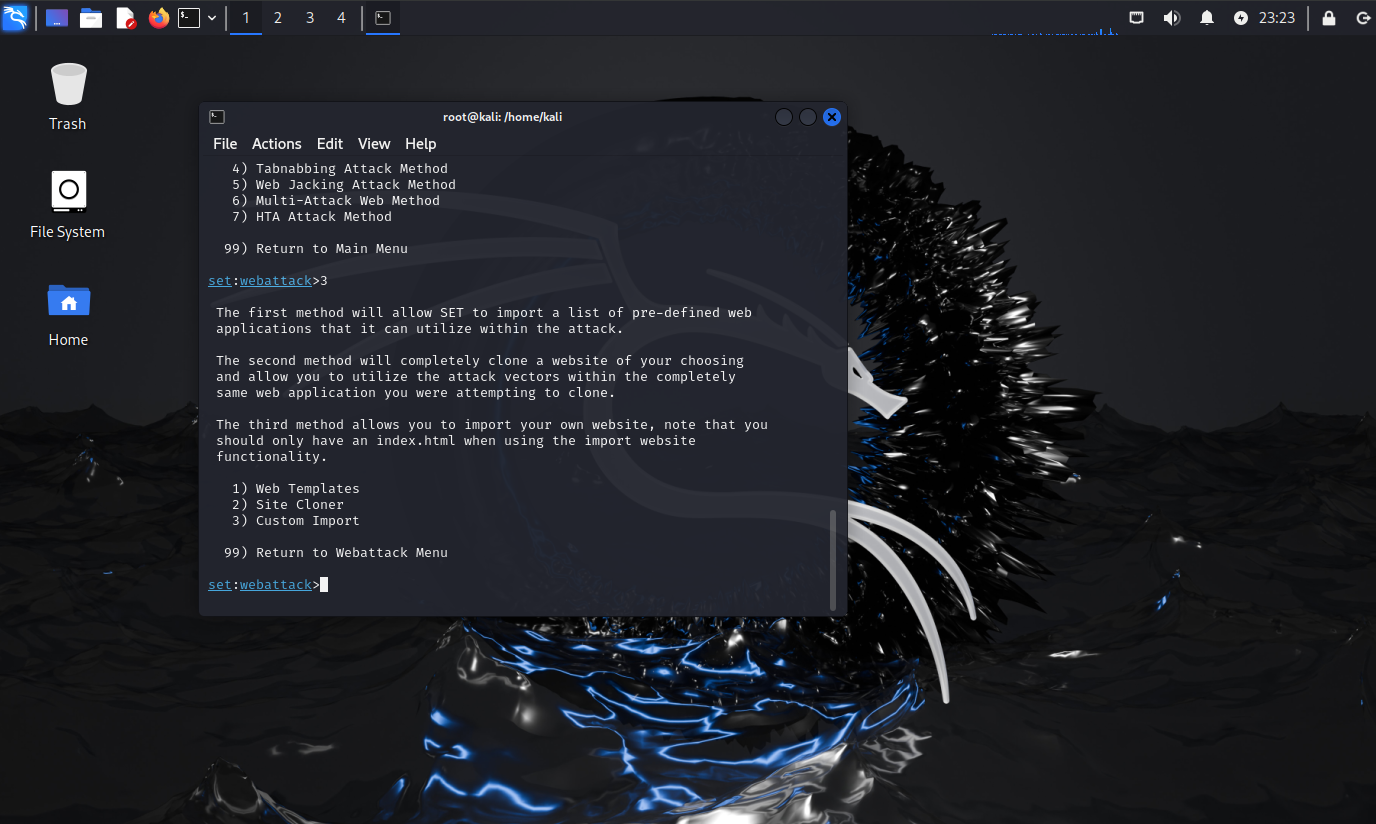 1 2 3 4
23:23
Trash
File System
Home
root@kali: /home/kali
File Actions Edit View Help
4) Tabnabbing Attack Method
5) Web Jacking Attack Method
6) Multi-Attack Web Method
7) HTA Attack Method
99) Return to Main Menu
set:webattack>3
The first method will allow SET to import a list of pre-defined web
applications that it can utilize within the attack.
The second method will completely clone a website of your choosing
and allow you to utilize the attack vectors within the completely
same web application you were attempting to clone.
The third method allows you to import your own website, note that you
should only have an index.html when using the import website
functionality.
1) Web Templates
2) Site Cloner
3) Custom Import
99) Return to Webattack Menu
set:webattack>